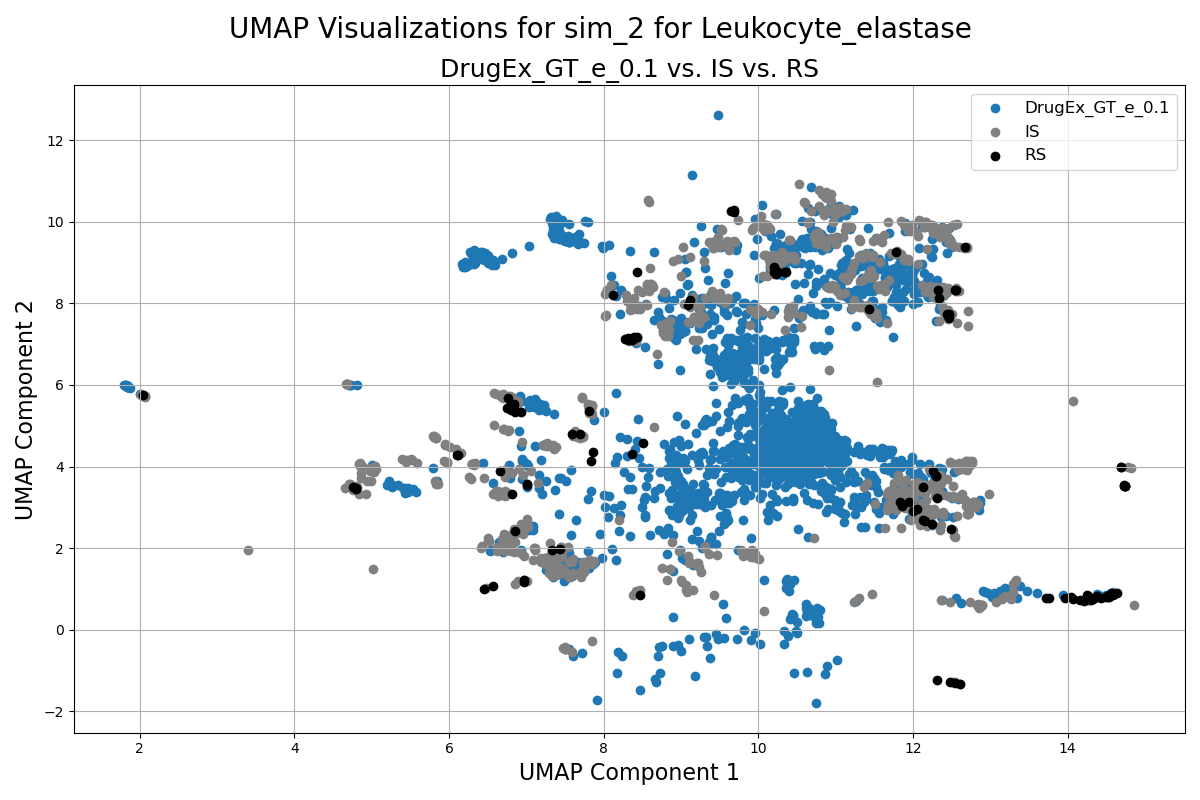 UMAP Visualizations for sim_2 for Leukocyte_elastase
DrugEx_GT_e_0.1 vs. IS vs. RS
DrugEx_GT_e_0.1
IS
RS
12
10
8
6
4
2
0
−2
UMAP Component 2
2
4
6
8
10
12
14
UMAP Component 1